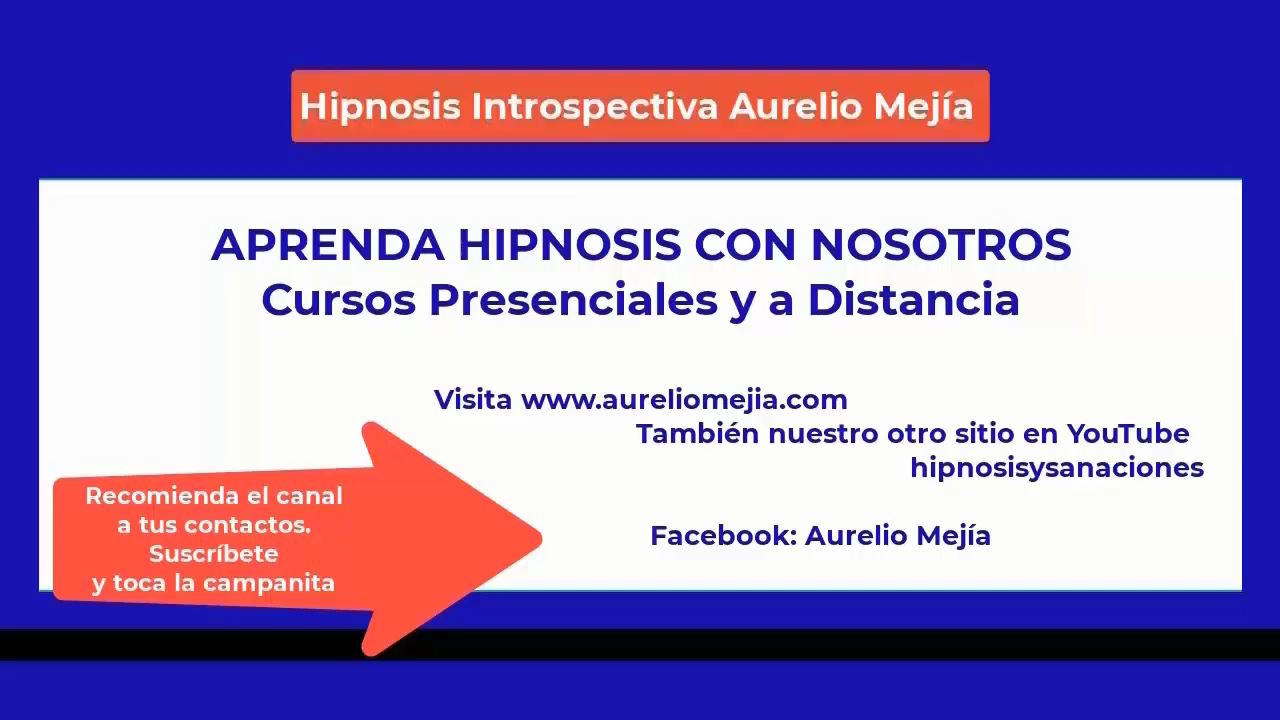 Hipnosis Introspectiva Aurelio Mejía
APRENDA HIPNOSIS CON NOSOTROS
Cursos Presenciales y a Distancia
Visita www.aureliomejia.com
También nuestro otro sitio en YouTube
hipnosisysanaciones
Facebook: Aurelio Mejía
Recomienda el canal
a tus contactos.
Suscríbete
y toca la campanita